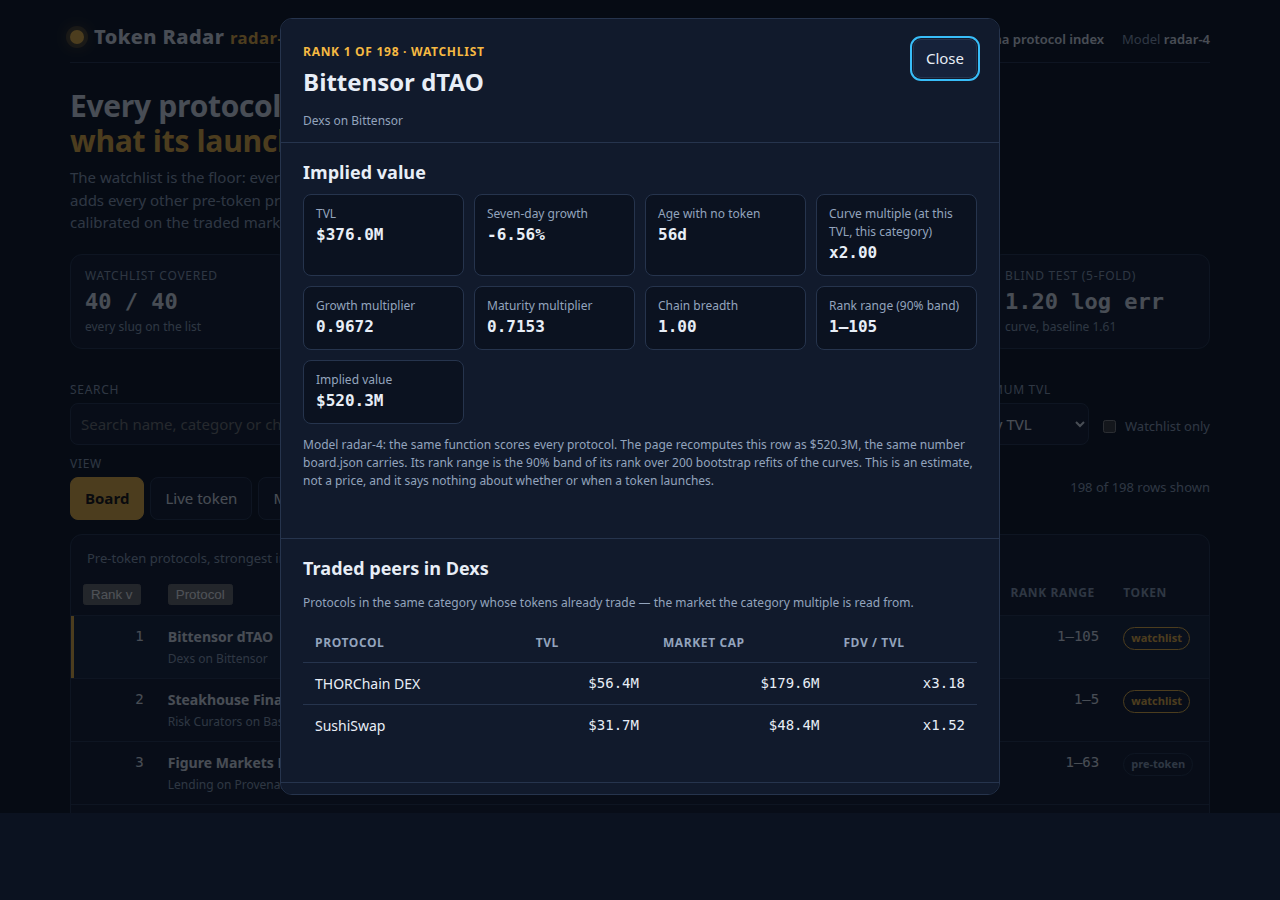 Token Radar radar-
a protocol index Model radar-4
Every protocol
what its launc
The watchlist is the floor: ever
adds every other pre-token pr
calibrated on the traded mark
WATCHLIST COVERED
40 / 40
every slug on the list
BLIND TEST (5-FOLD)
1.20 log err
curve, baseline 1.61
SEARCH
Search name, category or ch
MUM TVL
TVL
Watchlist only
VIEW
Board
Live token
M
198 of 198 rows shown
Pre-token protocols, strongest i
Rank v
Protocol
RANK RANGE
TOKEN
1
Bittensor dTAO
Dexs on Bittensor
1–105
watchlist
2
Steakhouse Fina
Risk Curators on Bas
1–5
watchlist
3
Figure Markets
Lending on Provena
1–63
pre-token
RANK 1 OF 198 · WATCHLIST
Close
Bittensor dTAO
Dexs on Bittensor
Implied value
TVL
$376.0M
Seven-day growth
-6.56%
Age with no token
56d
Curve multiple (at this
TVL, this category)
x2.00
Growth multiplier
0.9672
Maturity multiplier
0.7153
Chain breadth
1.00
Rank range (90% band)
1–105
Implied value
$520.3M
Model radar-4: the same function scores every protocol. The page recomputes this row as $520.3M, the same number
board.json carries. Its rank range is the 90% band of its rank over 200 bootstrap refits of the curves. This is an estimate,
not a price, and it says nothing about whether or when a token launches.
Traded peers in Dexs
Protocols in the same category whose tokens already trade — the market the category multiple is read from.
PROTOCOL TVL MARKET CAP FDV / TVL
THORChain DEX $56.4M $179.6M x3.18
SushiSwap $31.7M $48.4M x1.52